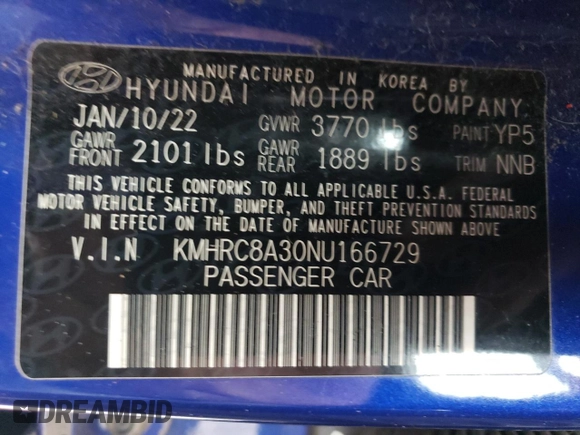 MANUFACTURED IN KOREA BY
HYUNDAI MOTOR COMPANY
JAN/10/22 GVWR 3770 lbs PAINT YP5
GAWR FRONT 2101 lbs GAWR REAR 1889 lbs TRIM NNB
THIS VEHICLE CONFORMS TO ALL APPLICABLE U.S.A. FEDERAL
MOTOR VEHICLE SAFETY, BUMPER, AND THEFT PREVENTION STANDARDS
IN EFFECT ON THE DATE OF MANUFACTURE SHOWN ABOVE.
V.I.N KMHRC8A30NU166729
PASSENGER CAR
DREAMBID